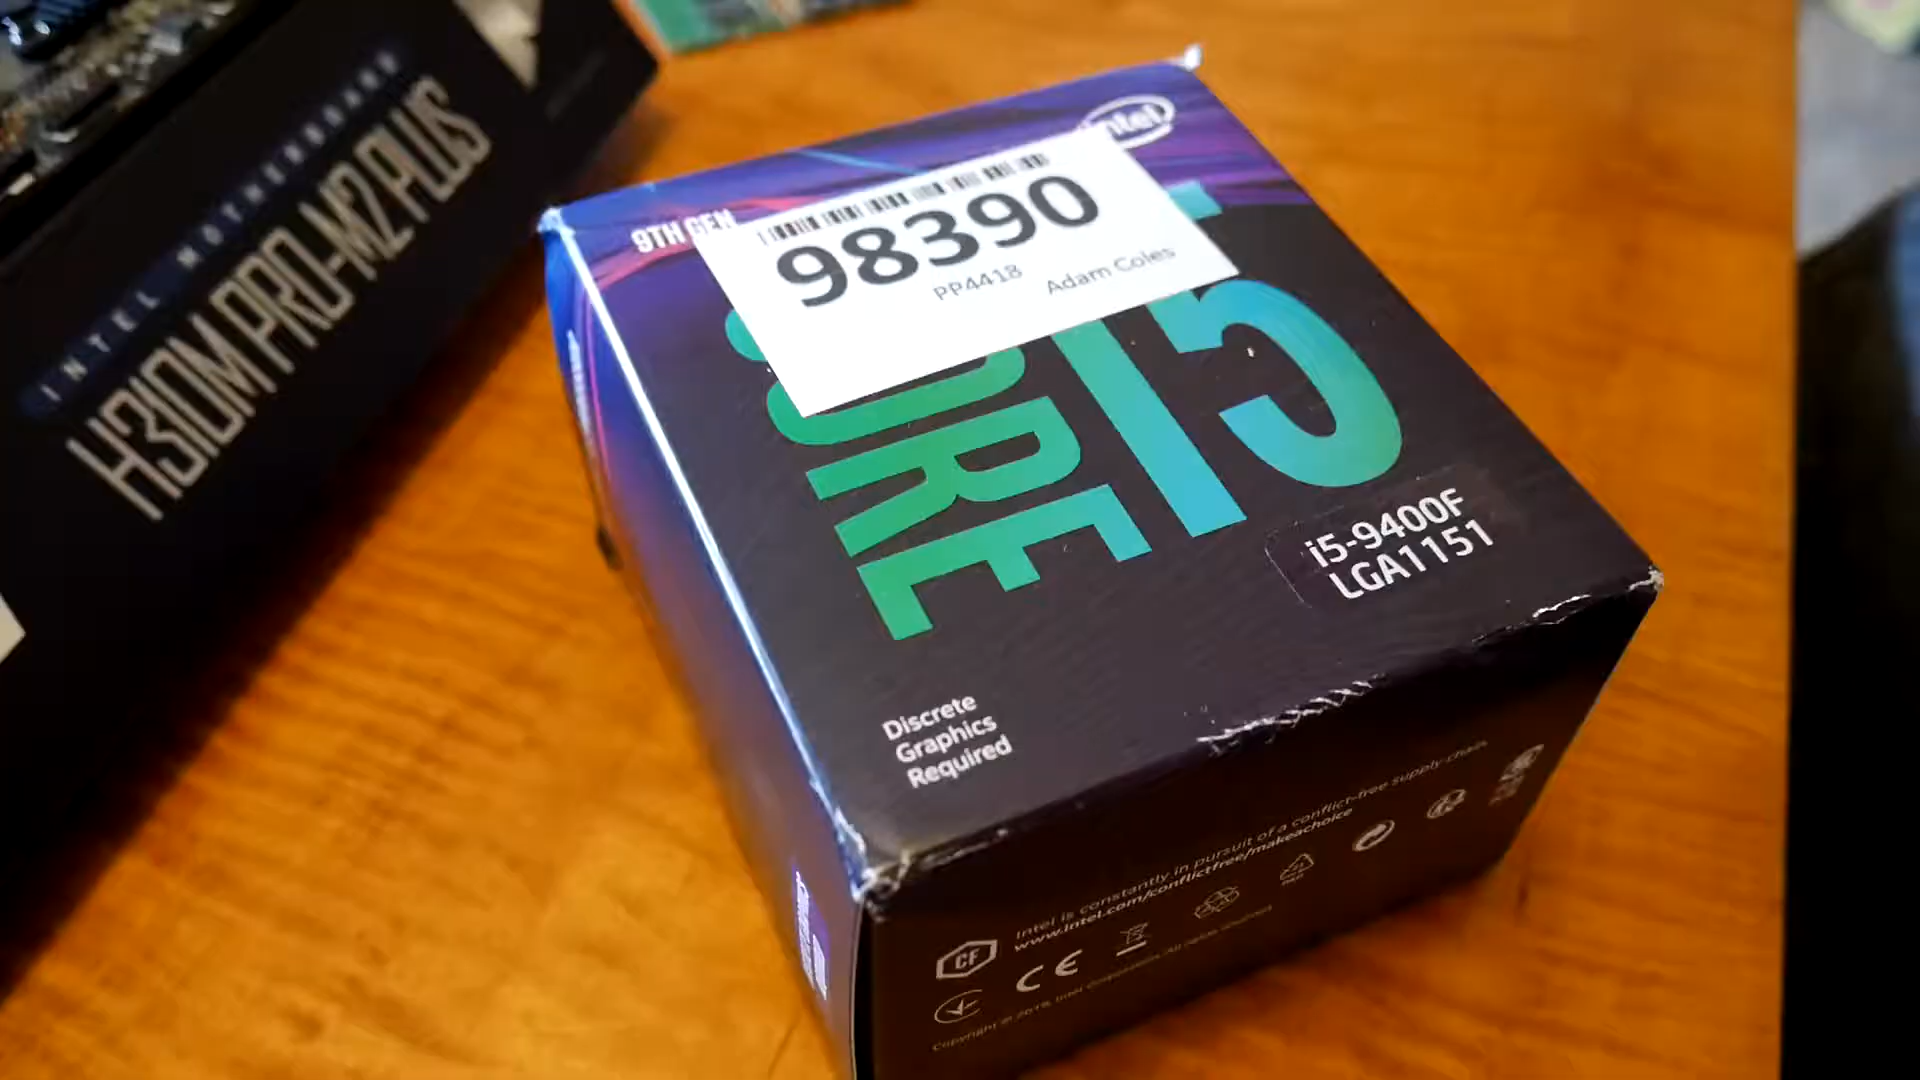 INTEL MOTHERBOARD
H310M PRO-M2 PLUS
intel
9TH GEN
98390
PP4418 Adam Coles
CORE i5
i5-9400F
LGA1151
Discrete
Graphics
Required
Intel is constantly in pursuit of a conflict-free supply chain.
www.intel.com/conflictfree/makeachoice
CF
CE